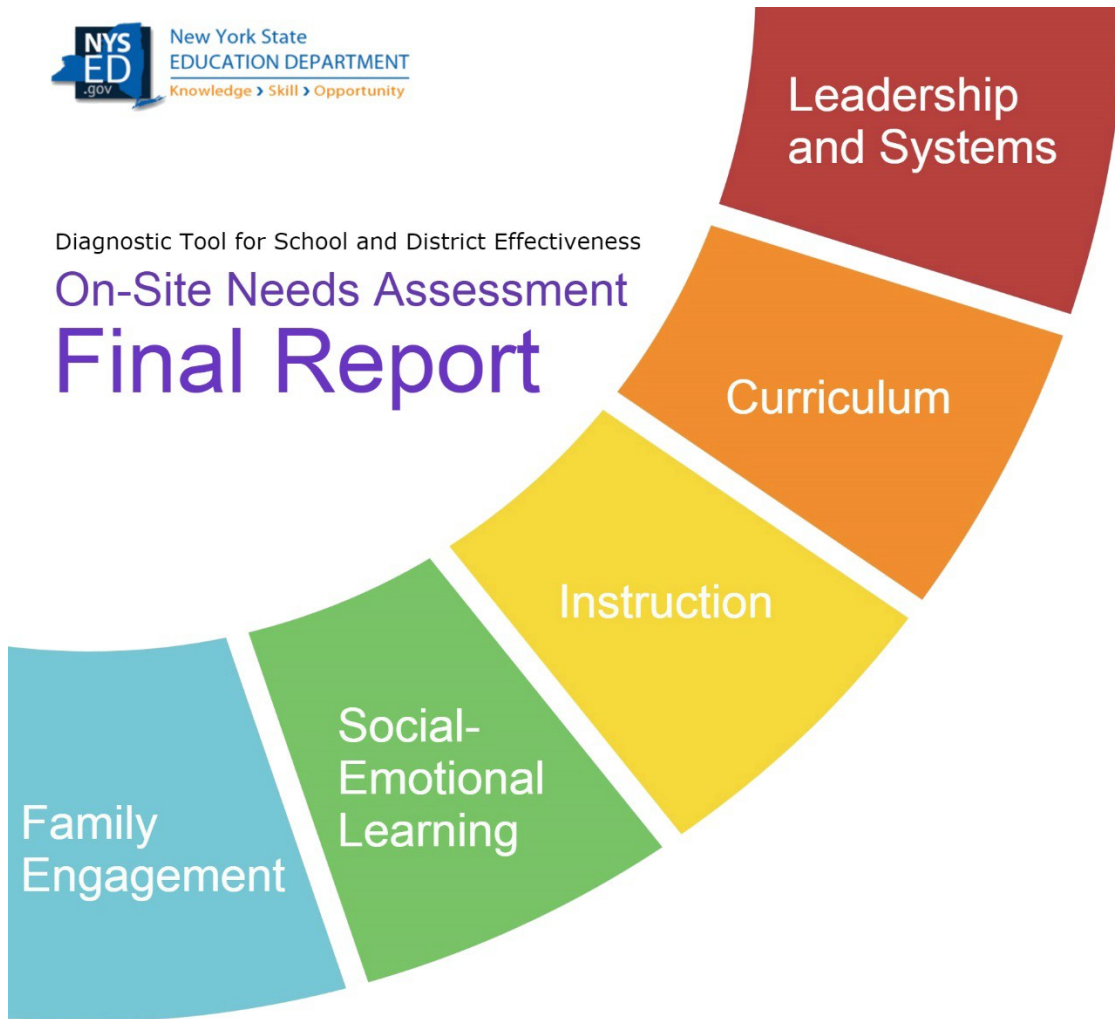 NYS
ED
.gov
New York State
EDUCATION DEPARTMENT
Knowledge > Skill > Opportunity
Diagnostic Tool for School and District Effectiveness
On-Site Needs Assessment
Final Report
Leadership
and Systems
Curriculum
Instruction
Social-
Emotional
Learning
Family
Engagement